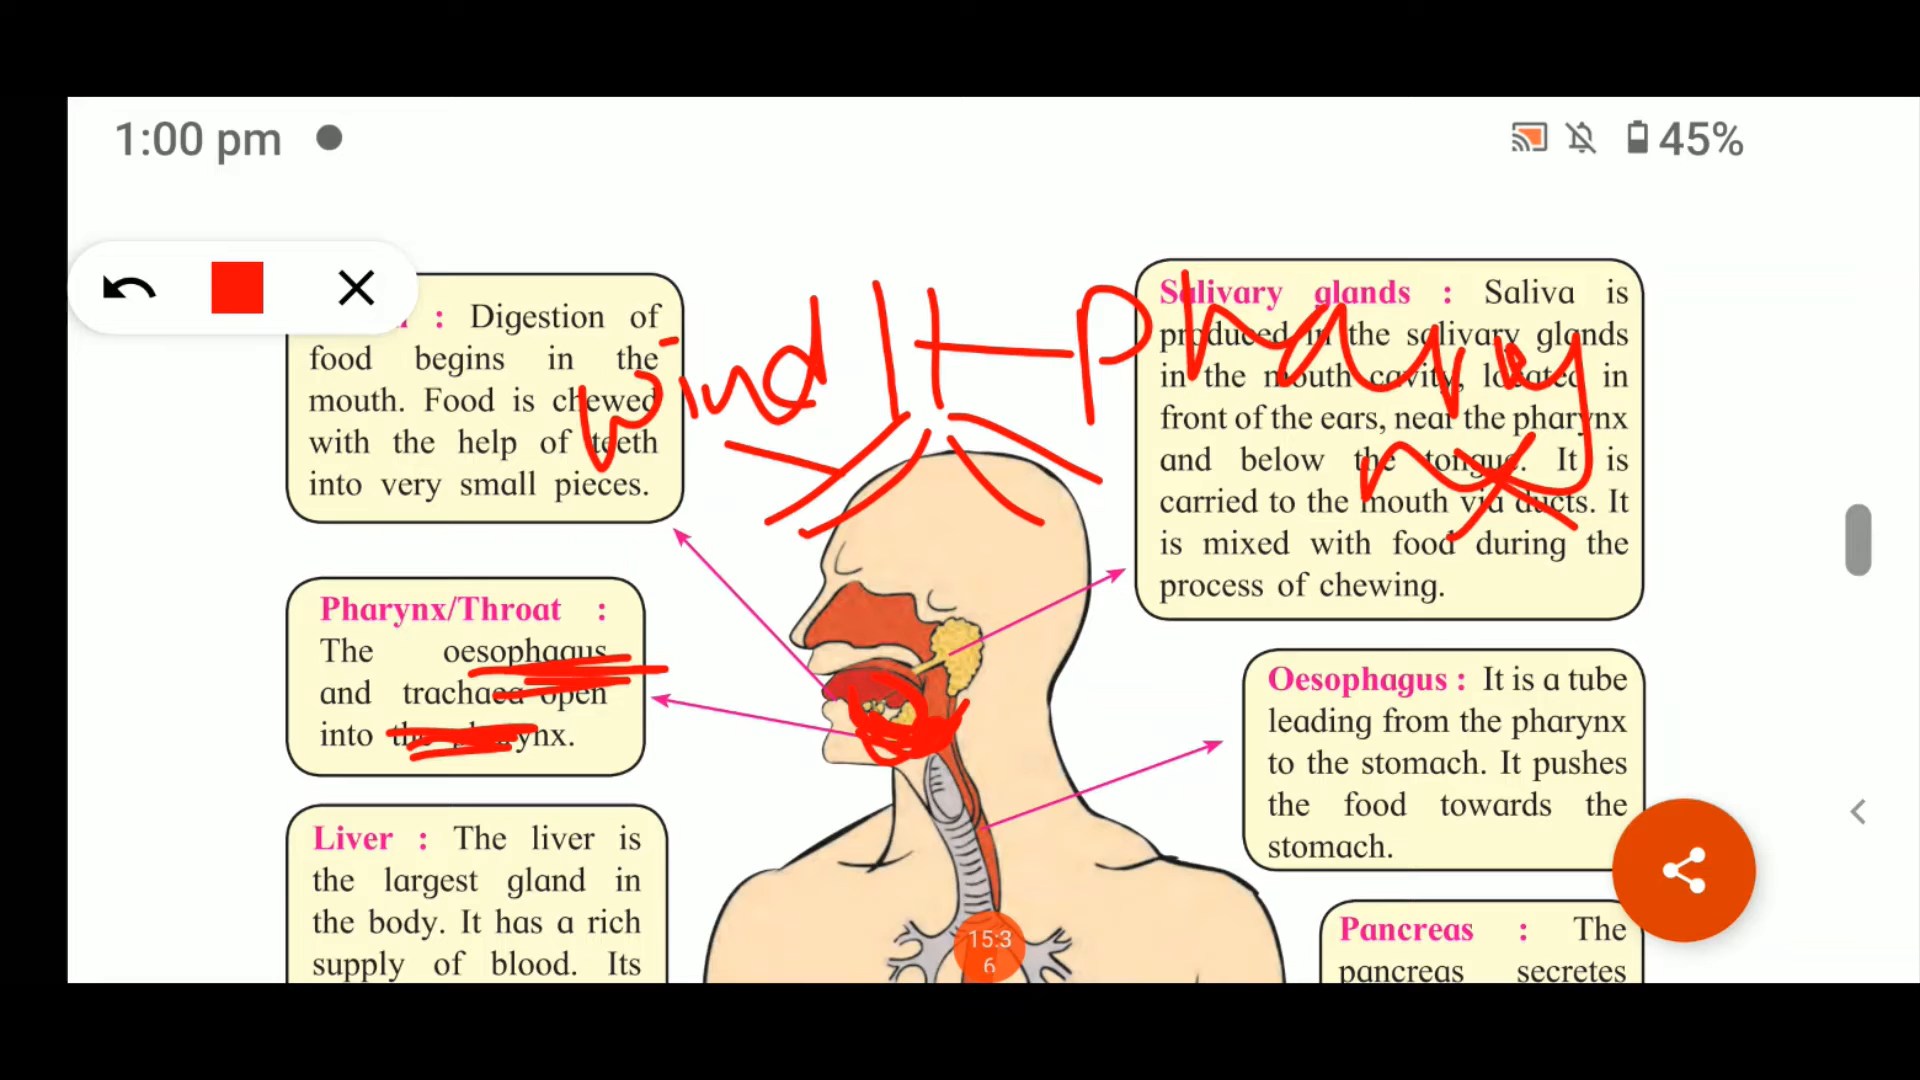 1:00 pm
45%
: Digestion of
food begins in the
mouth. Food is chewed
with the help of teeth
into very small pieces.
wind
Pharynx
Salivary glands : Saliva is
produced in the salivary glands
in the mouth cavity, located in
front of the ears, near the pharynx
and below the tongue. It is
carried to the mouth via ducts. It
is mixed with food during the
process of chewing.
Pharynx/Throat :
The oesophagus
and trachaea open
into the pharynx.
Oesophagus : It is a tube
leading from the pharynx
to the stomach. It pushes
the food towards the
stomach.
Liver : The liver is
the largest gland in
the body. It has a rich
supply of blood. Its
15:3
6
Pancreas : The
pancreas secretes